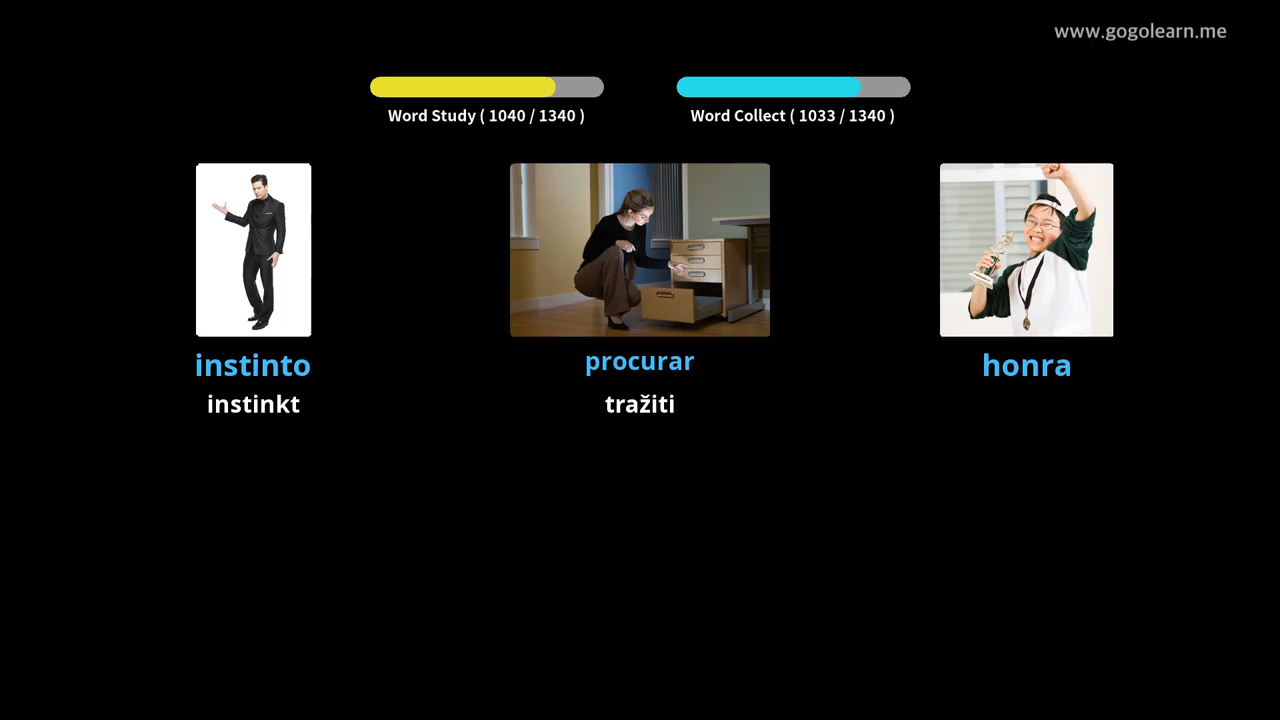 www.gogolearn.me
Word Study ( 1040 / 1340 )
Word Collect ( 1033 / 1340 )
instinto
instinkt
procurar
tražiti
honra